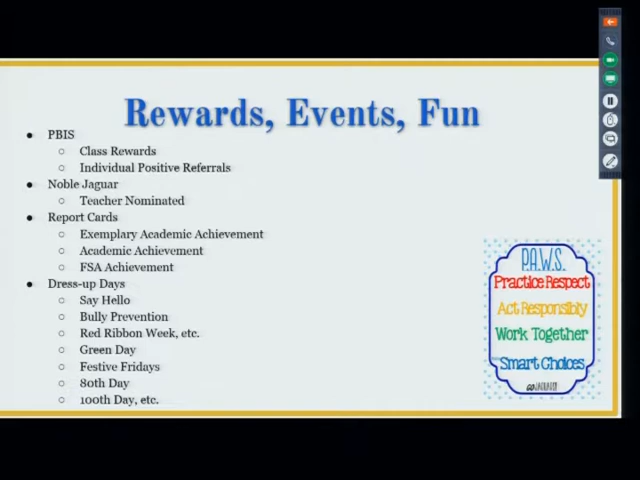 Rewards, Events, Fun
● PBIS
○ Class Rewards
○ Individual Positive Referrals
● Noble Jaguar
○ Teacher Nominated
● Report Cards
○ Exemplary Academic Achievement
○ Academic Achievement
○ FSA Achievement
● Dress-up Days
○ Say Hello
○ Bully Prevention
○ Red Ribbon Week, etc.
○ Green Day
○ Festive Fridays
○ 80th Day
○ 100th Day, etc.
P.A.W.S.
Practice Respect
Act Responsibly
Work Together
Smart Choices
GO